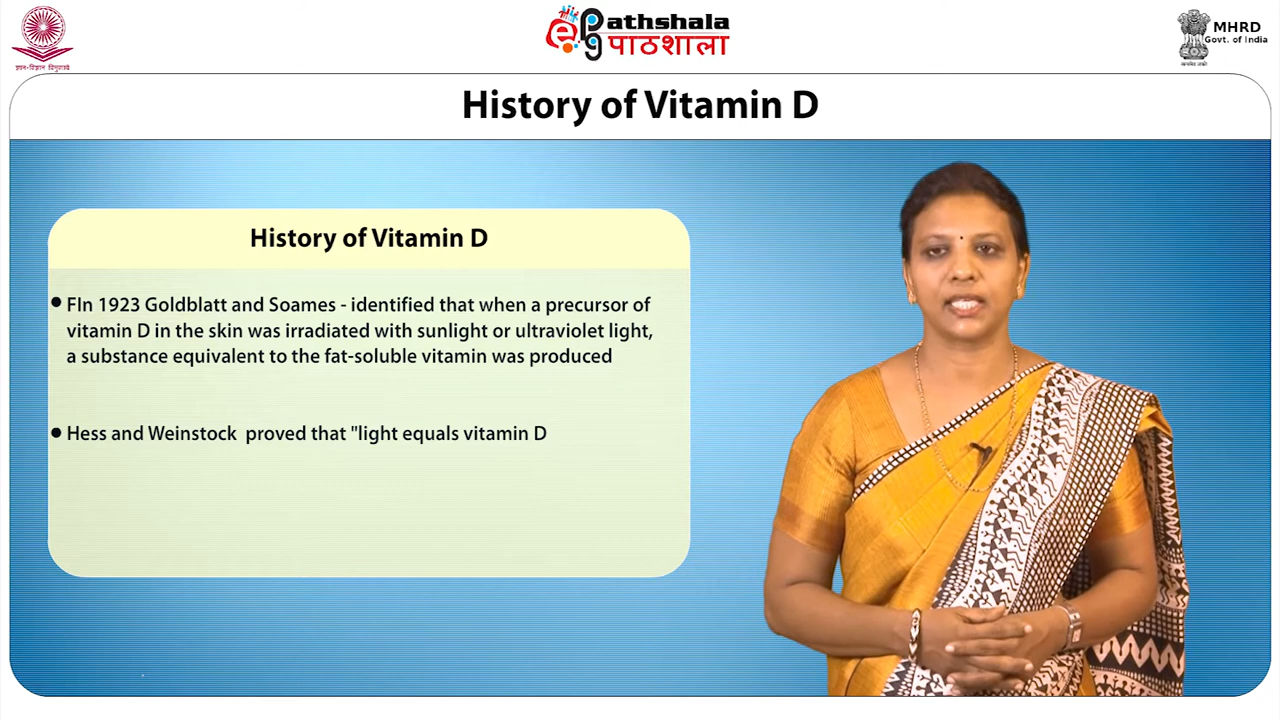 ज्ञान-विज्ञान विमुक्तये
ePathshala
पाठशाला
MHRD
Govt. of India
History of Vitamin D
History of Vitamin D
• FIn 1923 Goldblatt and Soames - identified that when a precursor of
vitamin D in the skin was irradiated with sunlight or ultraviolet light,
a substance equivalent to the fat-soluble vitamin was produced
• Hess and Weinstock proved that "light equals vitamin D